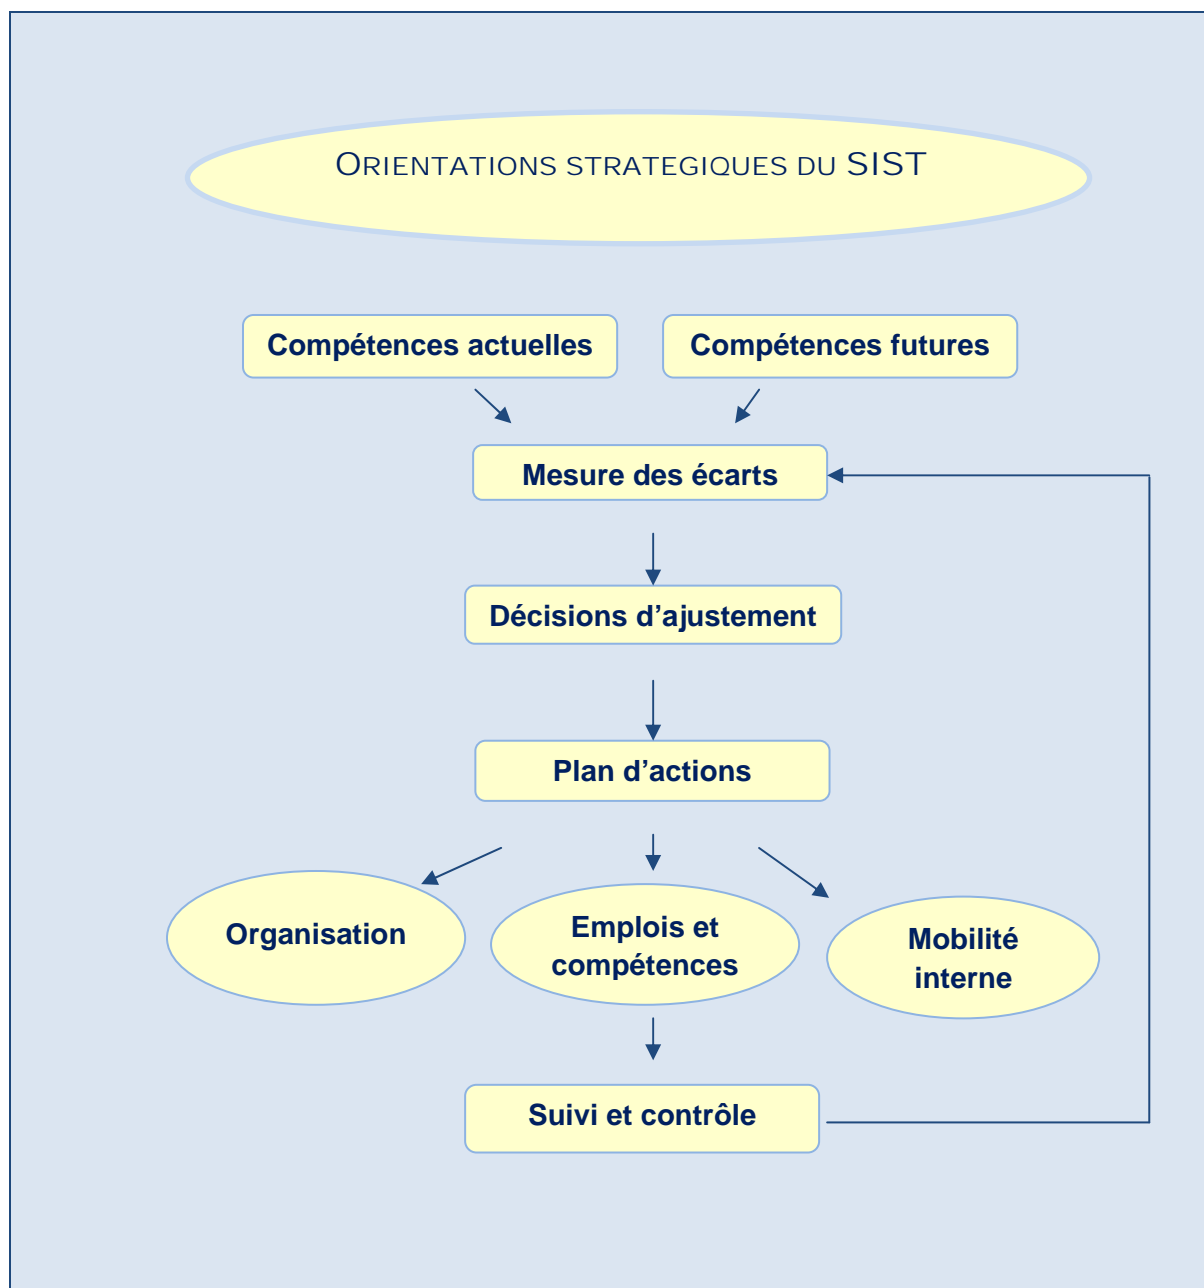 ORIENTATIONS STRATEGIQUES DU SIST
Compétences actuelles
Compétences futures
Mesure des écarts
Décisions d’ajustement
Plan d’actions
Organisation
Emplois et
compétences
Mobilité
interne
Suivi et contrôle